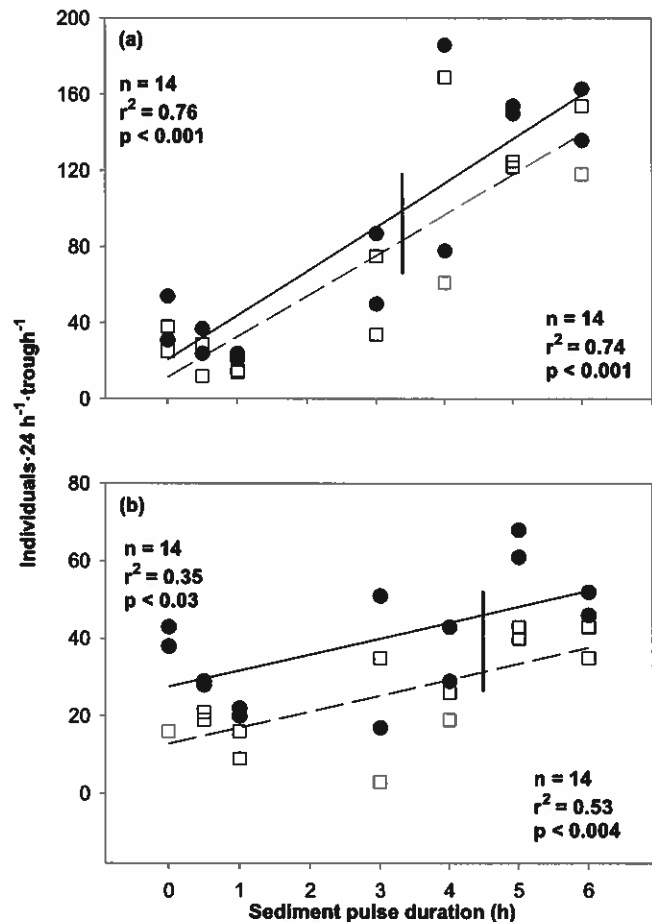 Individuals·24 h⁻¹·trough⁻¹
200
160
120
80
40
0
(a)
n = 14
r² = 0.76
p < 0.001
n = 14
r² = 0.74
p < 0.001
80
60
40
20
0
(b)
n = 14
r² = 0.35
p < 0.03
n = 14
r² = 0.53
p < 0.004
0 1 2 3 4 5 6
Sediment pulse duration (h)